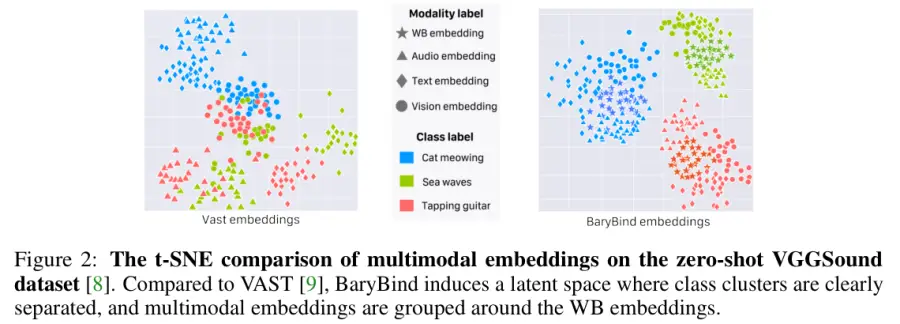 Modality label
WB embedding
Audio embedding
Text embedding
Vision embedding
Class label
Cat meowing
Sea waves
Tapping guitar
Vast embeddings
BaryBind embeddings
Figure 2: The t-SNE comparison of multimodal embeddings on the zero-shot VGGSound
dataset [8]. Compared to VAST [9], BaryBind induces a latent space where class clusters are clearly
separated, and multimodal embeddings are grouped around the WB embeddings.